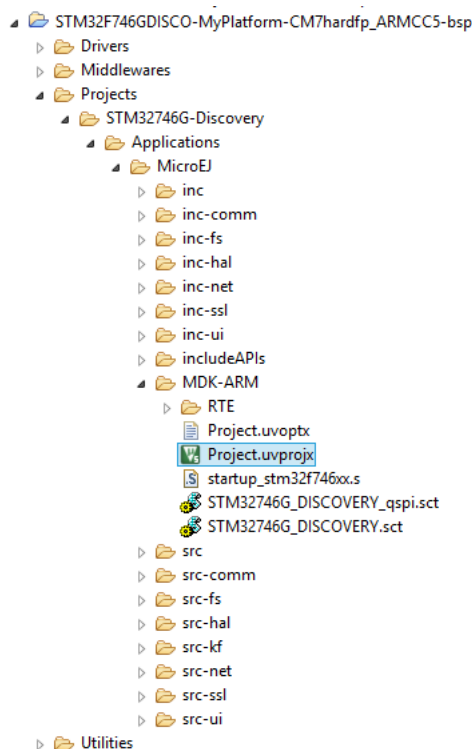 STM32F746GDISCO-MyPlatform-CM7hardfp_ARMCC5-bsp
Drivers
Middlewares
Projects
STM32746G-Discovery
Applications
MicroEJ
inc
inc-comm
inc-fs
inc-hal
inc-net
inc-ssl
inc-ui
includeAPIs
MDK-ARM
RTE
Project.uvoptx
Project.uvprojx
startup_stm32f746xx.s
STM32746G_DISCOVERY_qspi.sct
STM32746G_DISCOVERY.sct
src
src-comm
src-fs
src-hal
src-kf
src-net
src-ssl
src-ui
Utilities